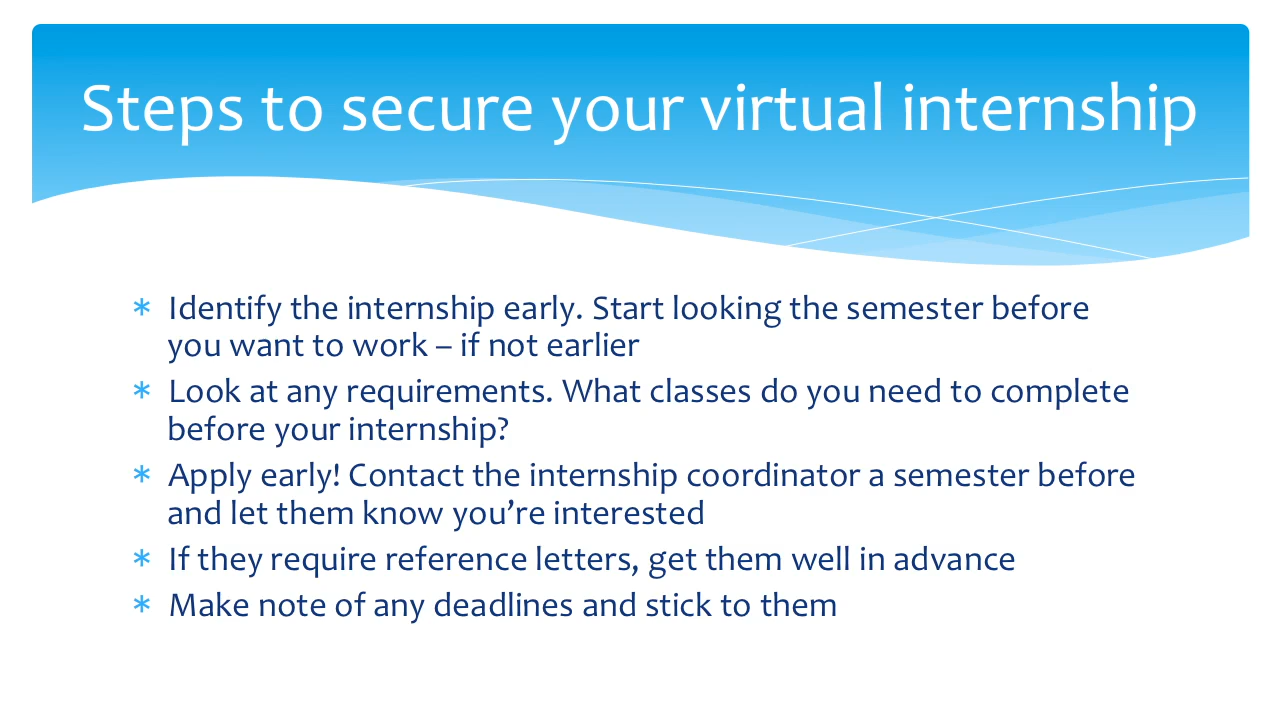 Steps to secure your virtual internship
* Identify the internship early. Start looking the semester before
you want to work – if not earlier
* Look at any requirements. What classes do you need to complete
before your internship?
* Apply early! Contact the internship coordinator a semester before
and let them know you’re interested
* If they require reference letters, get them well in advance
* Make note of any deadlines and stick to them